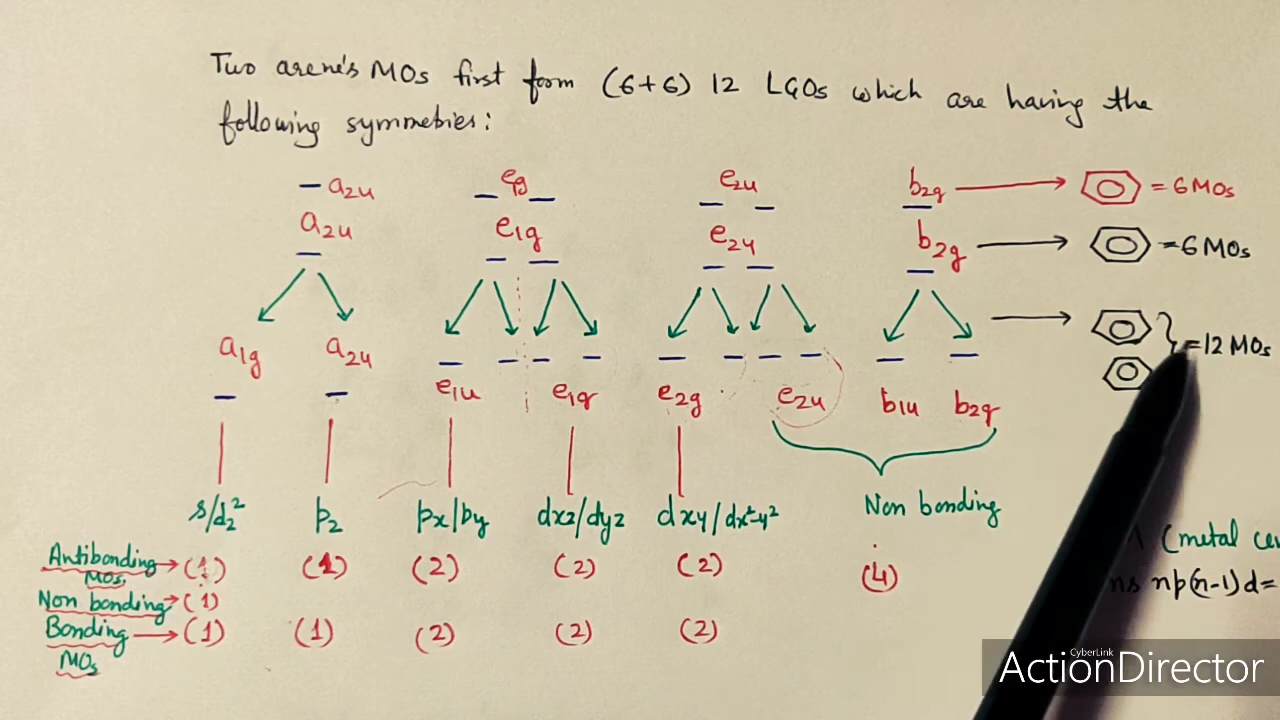 Two arene's MOs first form (6+6) 12 LGOs which are having the
following symmetries:
a2u eg e2u b2g = 6 MOs
a2u e1g e2u b2g = 6 MOs
a1g a2u e1u e1g e2g e2u b1u b2g = 12 MOs
s/dz² pz px/py dxz/dyz dxy/dx²-y² Non bonding
Antibonding MOs (1) (1) (2) (2) (2) (4)
Non bonding (1)
Bonding MOs (1) (1) (2) (2) (2)
(metal
ns np(n-1)d=
CyberLink
ActionDirector